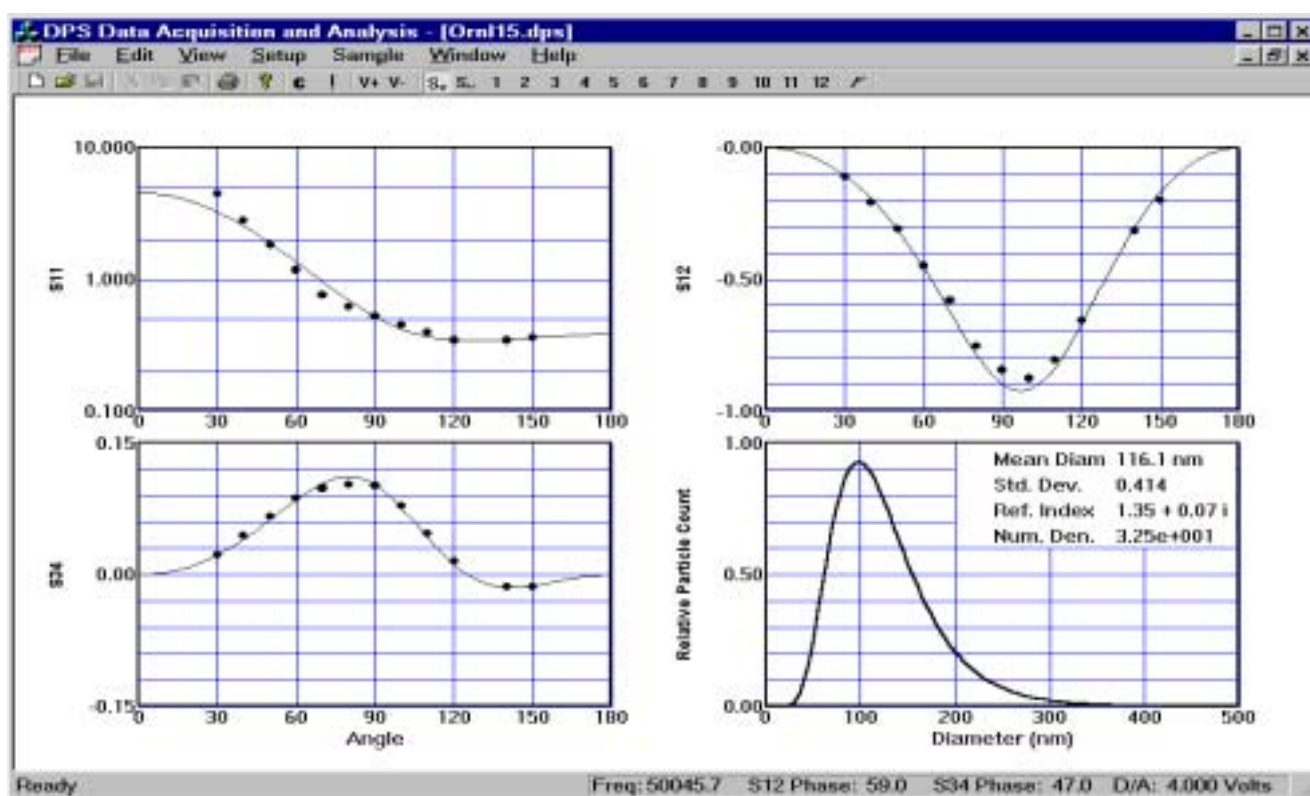 DPS Data Acquisition and Analysis - [Ornl15.dps]
File Edit View Setup Sample Window Help
C ! V+ V- 1 2 3 4 5 6 7 8 9 10 11 12
10.000
1.000
0.100
S11
0 30 60 90 120 150 180
-0.00
-0.50
-1.00
S12
0 30 60 90 120 150 180
0.15
0.00
-0.15
S34
0 30 60 90 120 150 180
Angle
1.00
0.50
0.00
Relative Particle Count
Mean Diam 116.1 nm
Std. Dev. 0.414
Ref. Index 1.35 + 0.07 i
Num. Den. 3.25e+001
0 100 200 300 400 500
Diameter (nm)
Ready Freq: 50045.7 S12 Phase: 59.0 S34 Phase: 47.0 D/A: 4.000 Volts